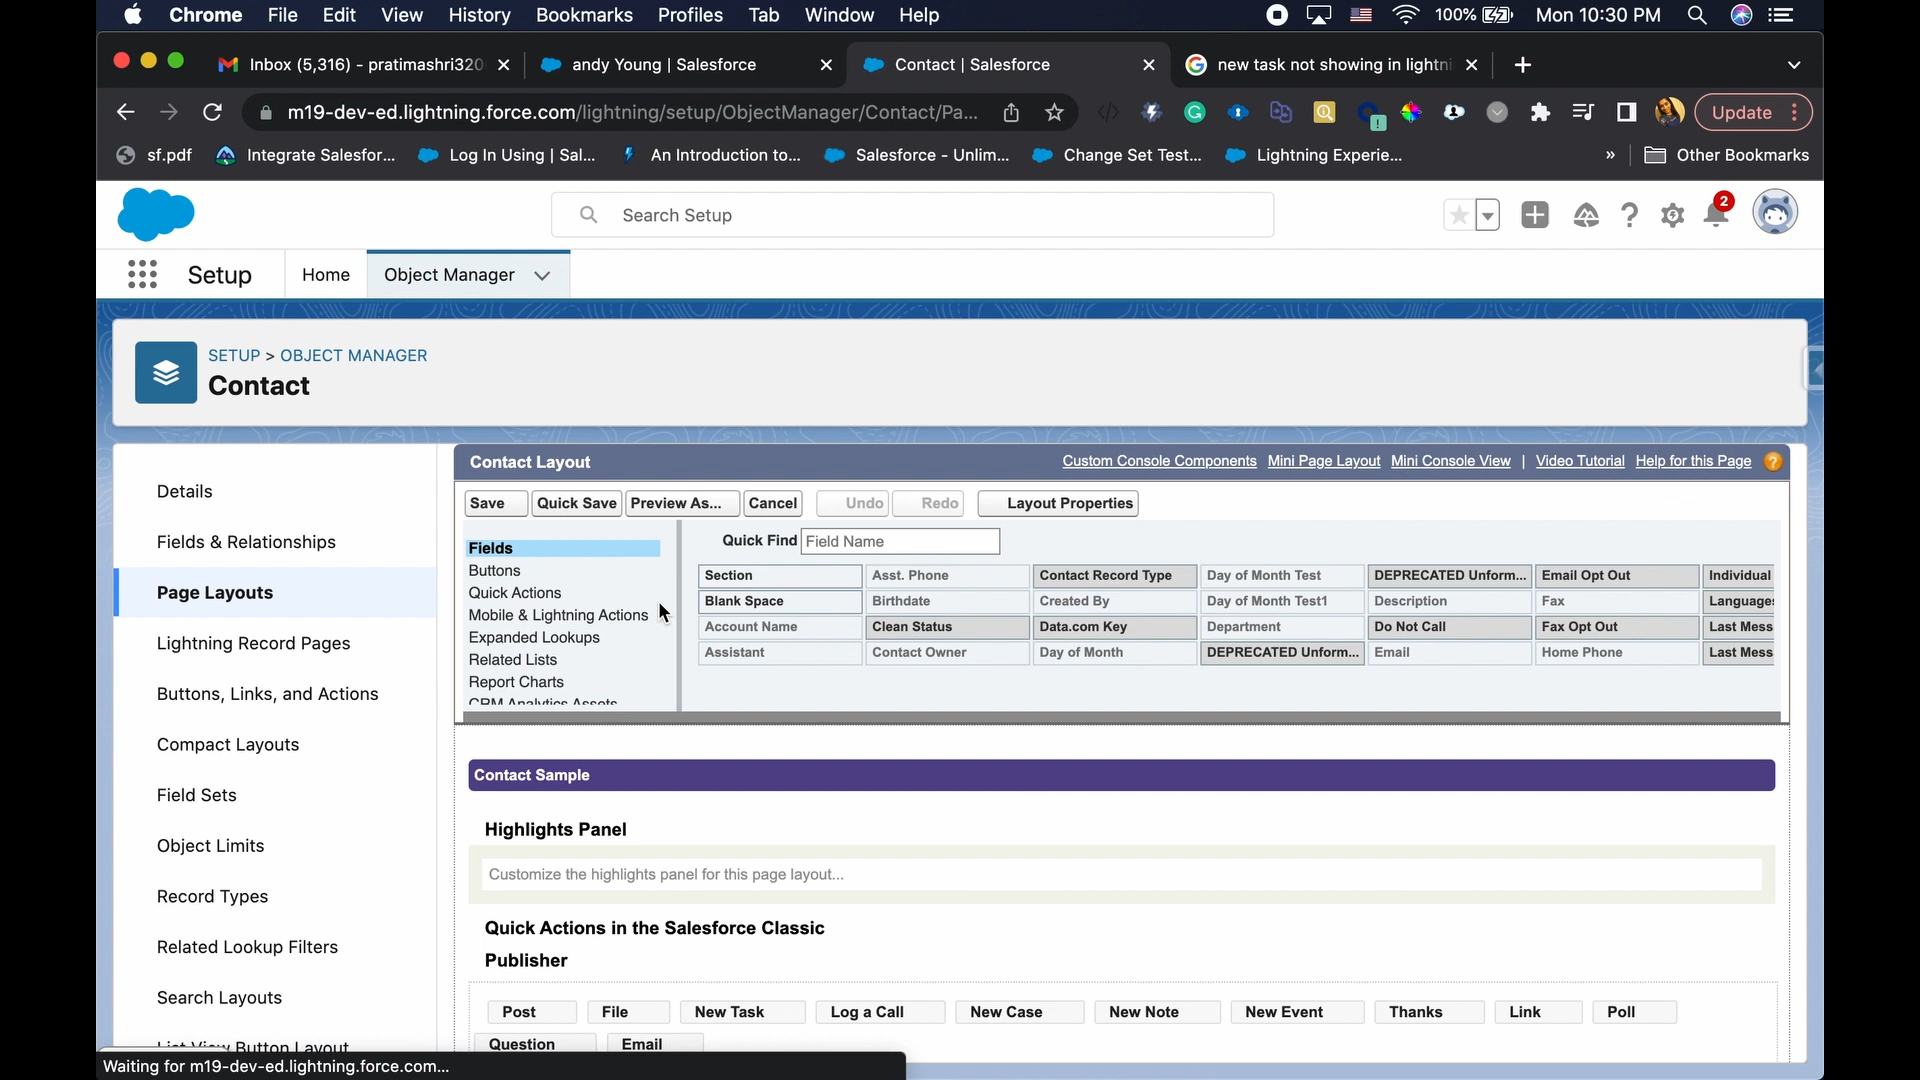 Chrome File Edit View History Bookmarks Profiles Tab Window Help 100% Mon 10:30 PM
Inbox (5,316) - pratimashri320 andy Young | Salesforce Contact | Salesforce new task not showing in lightni
m19-dev-ed.lightning.force.com/lightning/setup/ObjectManager/Contact/Pa... Update
sf.pdf Integrate Salesfor... Log In Using | Sal... An Introduction to... Salesforce - Unlim... Change Set Test... Lightning Experie... » Other Bookmarks
Search Setup 2
Setup Home Object Manager
SETUP > OBJECT MANAGER
Contact
Details
Fields & Relationships
Page Layouts
Lightning Record Pages
Buttons, Links, and Actions
Compact Layouts
Field Sets
Object Limits
Record Types
Related Lookup Filters
Search Layouts
List View Button Layout
Contact Layout Custom Console Components Mini Page Layout Mini Console View | Video Tutorial Help for this Page ?
Save Quick Save Preview As... Cancel Undo Redo Layout Properties
Fields
Buttons
Quick Actions
Mobile & Lightning Actions
Expanded Lookups
Related Lists
Report Charts
CRM Analytics Assets
Quick Find Field Name
Section Asst. Phone Contact Record Type Day of Month Test DEPRECATED Unform... Email Opt Out Individual
Blank Space Birthdate Created By Day of Month Test1 Description Fax Languages
Account Name Clean Status Data.com Key Department Do Not Call Fax Opt Out Last Mess
Assistant Contact Owner Day of Month DEPRECATED Unform... Email Home Phone Last Mess
Contact Sample
Highlights Panel
Customize the highlights panel for this page layout...
Quick Actions in the Salesforce Classic
Publisher
Post File New Task Log a Call New Case New Note New Event Thanks Link Poll
Question Email
Waiting for m19-dev-ed.lightning.force.com...